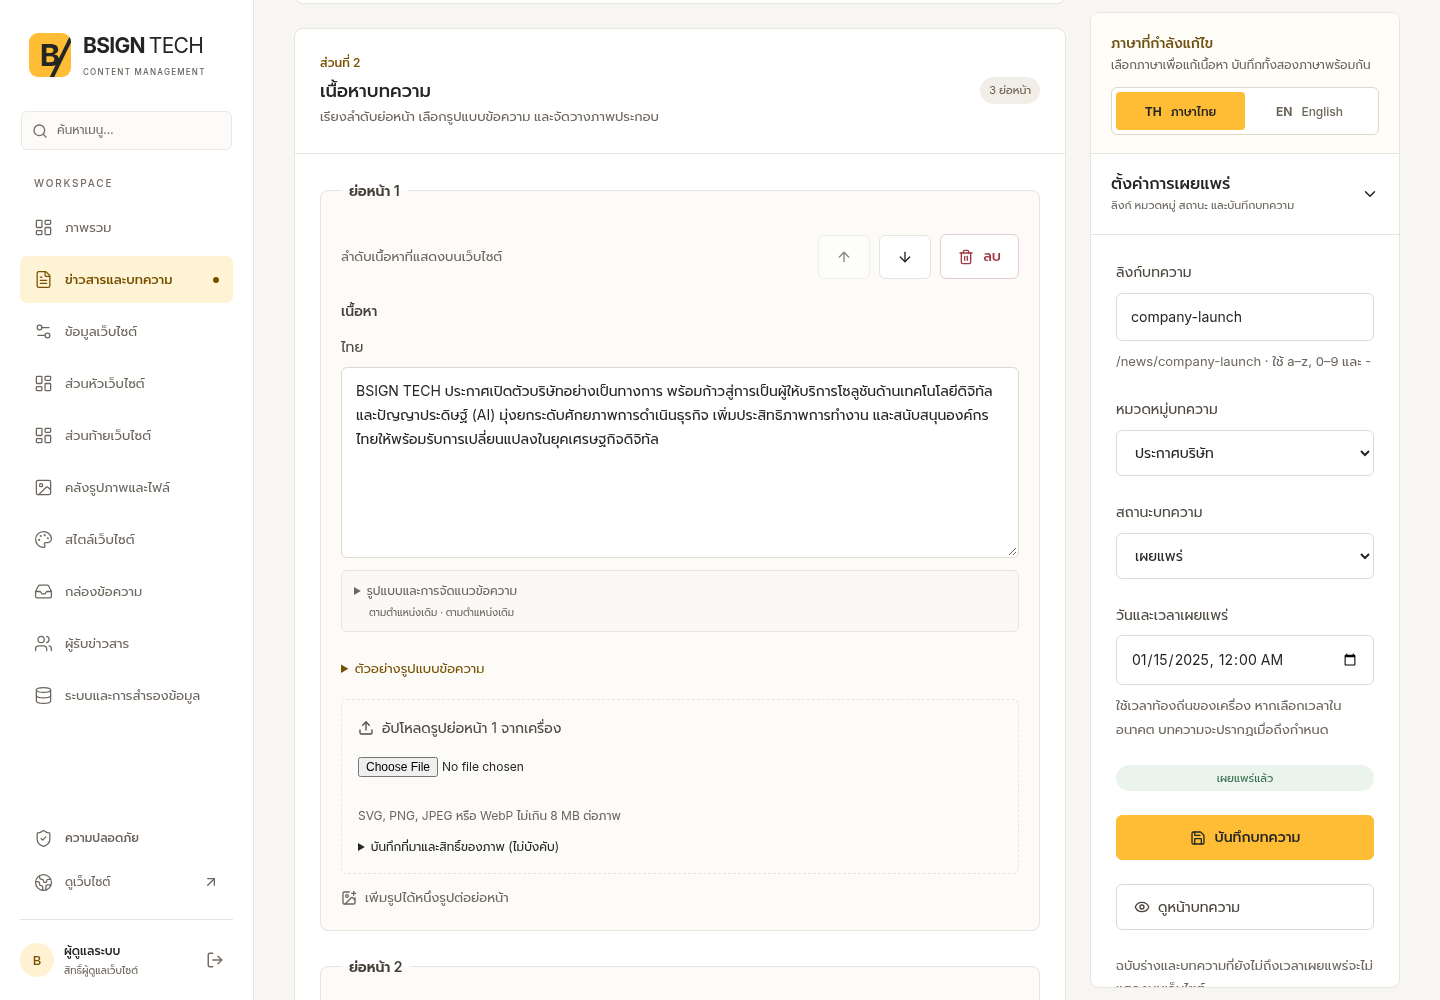 BSIGN TECH
CONTENT MANAGEMENT
ค้นหาเมนู...
WORKSPACE
ภาพรวม
ข่าวสารและบทความ
ข้อมูลเว็บไซต์
ส่วนหัวเว็บไซต์
ส่วนท้ายเว็บไซต์
คลังรูปภาพและไฟล์
สไตล์เว็บไซต์
กล่องข้อความ
ผู้รับข่าวสาร
ระบบและการสำรองข้อมูล
ความปลอดภัย
ดูเว็บไซต์
B
ผู้ดูแลระบบ
สิทธิ์ผู้ดูแลเว็บไซต์
ส่วนที่ 2
เนื้อหาบทความ
เรียงลำดับย่อหน้า เลือกรูปแบบข้อความ และจัดวางภาพประกอบ
3 ย่อหน้า
ย่อหน้า 1
ลำดับเนื้อหาที่แสดงบนเว็บไซต์
ลบ
เนื้อหา
ไทย
BSIGN TECH ประกาศเปิดตัวบริษัทอย่างเป็นทางการ พร้อมก้าวสู่การเป็นผู้ให้บริการโซลูชันด้านเทคโนโลยีดิจิทัล
และปัญญาประดิษฐ์ (AI) มุ่งยกระดับศักยภาพการดำเนินธุรกิจ เพิ่มประสิทธิภาพการทำงาน และสนับสนุนองค์กร
ไทยให้พร้อมรับการเปลี่ยนแปลงในยุคเศรษฐกิจดิจิทัล
รูปแบบและการจัดแนวข้อความ
ตามตำแหน่งเดิม · ตามตำแหน่งเดิม
ตัวอย่างรูปแบบข้อความ
อัปโหลดรูปย่อหน้า 1 จากเครื่อง
Choose File No file chosen
SVG, PNG, JPEG หรือ WebP ไม่เกิน 8 MB ต่อภาพ
บันทึกที่มาและสิทธิ์ของภาพ (ไม่บังคับ)
เพิ่มรูปได้หนึ่งรูปต่อย่อหน้า
ย่อหน้า 2
ภาษาที่กำลังแก้ไข
เลือกภาษาเพื่อแก้เนื้อหา บันทึกทั้งสองภาษาพร้อมกัน
TH ภาษาไทย
EN English
ตั้งค่าการเผยแพร่
ลิงก์ หมวดหมู่ สถานะ และบันทึกบทความ
ลิงก์บทความ
company-launch
/news/company-launch · ใช้ a–z, 0–9 และ -
หมวดหมู่บทความ
ประกาศบริษัท
สถานะบทความ
เผยแพร่
วันและเวลาเผยแพร่
01/15/2025, 12:00 AM
ใช้เวลาท้องถิ่นของเครื่อง หากเลือกเวลาใน
อนาคต บทความจะปรากฏเมื่อถึงกำหนด
เผยแพร่แล้ว
บันทึกบทความ
ดูหน้าบทความ
ฉบับร่างและบทความที่ยังไม่ถึงเวลาเผยแพร่จะไม่